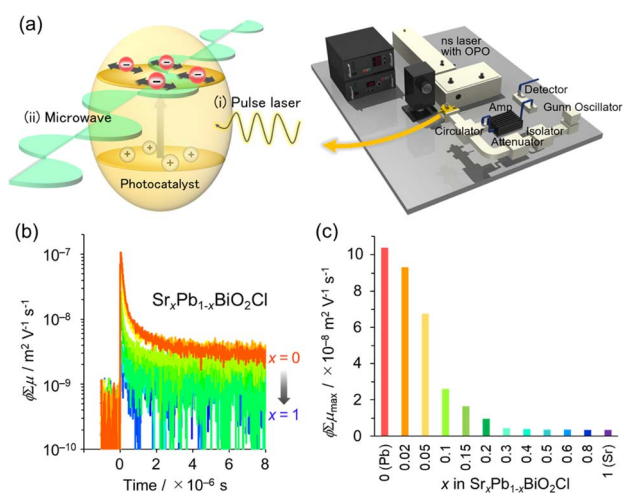 (a)
(ii) Microwave
(i) Pulse laser
Photocatalyst
ns laser
with OPO
Detector
Amp
Gunn Oscillator
Circulator
Isolator
Attenuator
(b)
φΣμ / m² V⁻¹ s⁻¹
10⁻⁷
10⁻⁸
10⁻⁹
10⁻¹⁰
SrₓPb₁₋ₓBiO₂Cl
x = 0
x = 1
0 2 4 6 8
Time / ×10⁻⁶ s
(c)
φΣμmax / ×10⁻⁸ m² V⁻¹ s⁻¹
10
8
6
4
2
0
0 (Pb) 0.02 0.05 0.1 0.15 0.2 0.3 0.4 0.5 0.6 0.8 1 (Sr)
x in SrₓPb₁₋ₓBiO₂Cl